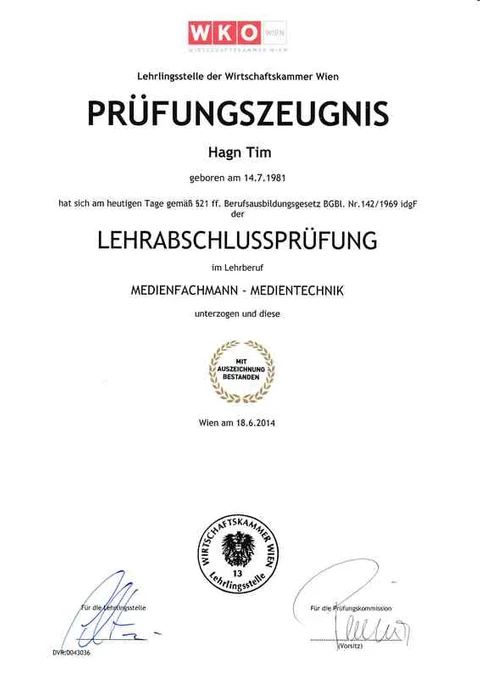 WKO WIEN
WIRTSCHAFTSKAMMER WIEN
Lehrlingsstelle der Wirtschaftskammer Wien
PRÜFUNGSZEUGNIS
Hagn Tim
geboren am 14.7.1981
hat sich am heutigen Tage gemäß §21 ff. Berufsausbildungsgesetz BGBl. Nr.142/1969 idgF
der
LEHRABSCHLUSSPRÜFUNG
im Lehrberuf
MEDIENFACHMANN - MEDIENTECHNIK
unterzogen und diese
MIT
AUSZEICHNUNG
BESTANDEN
Wien am 18.6.2014
WIRTSCHAFTSKAMMER WIEN
13
Lehrlingsstelle
Für die Lehrlingsstelle
Für die Prüfungskommission
(Vorsitz)
DVR:0043036